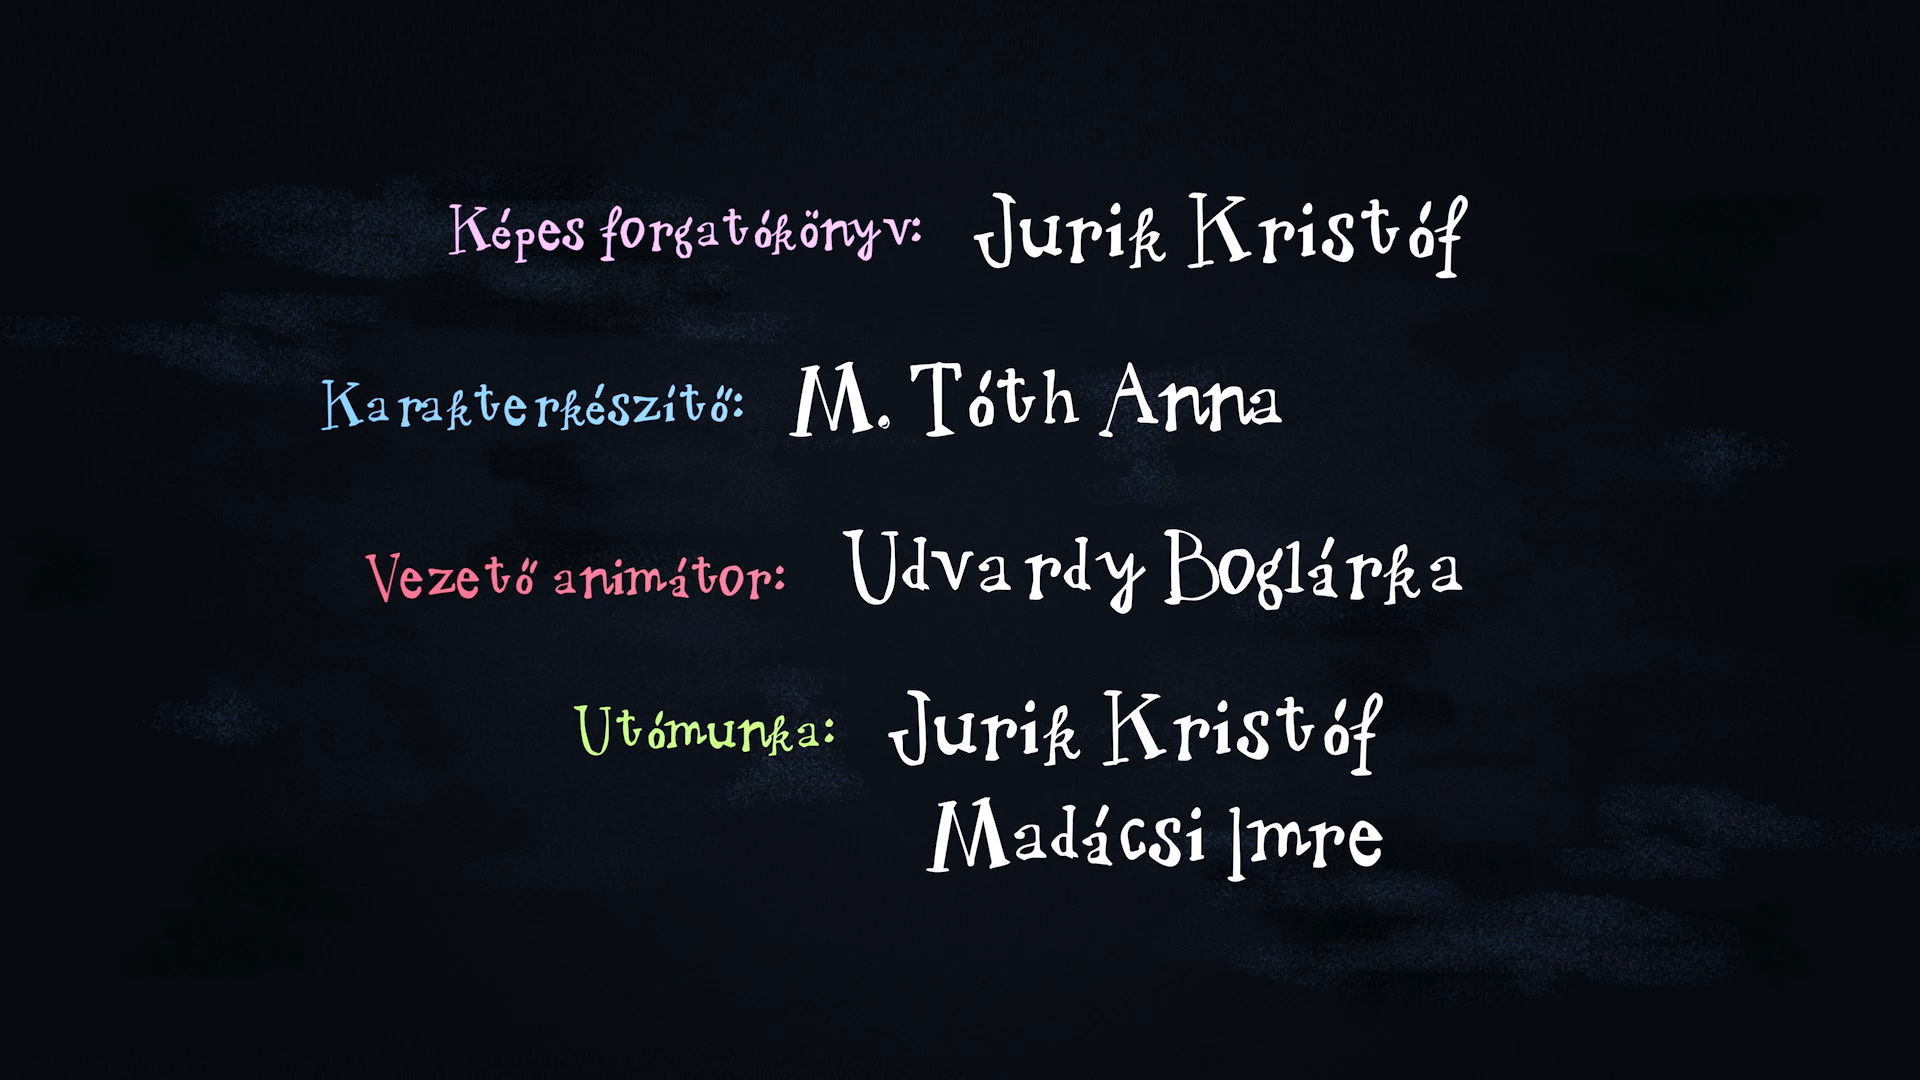 Képes forgatókönyv: Jurik Kristóf
Karakterkészítő: M. Tóth Anna
Vezető animátor: Udvardy Boglárka
Utómunka: Jurik Kristóf
Madácsi Imre